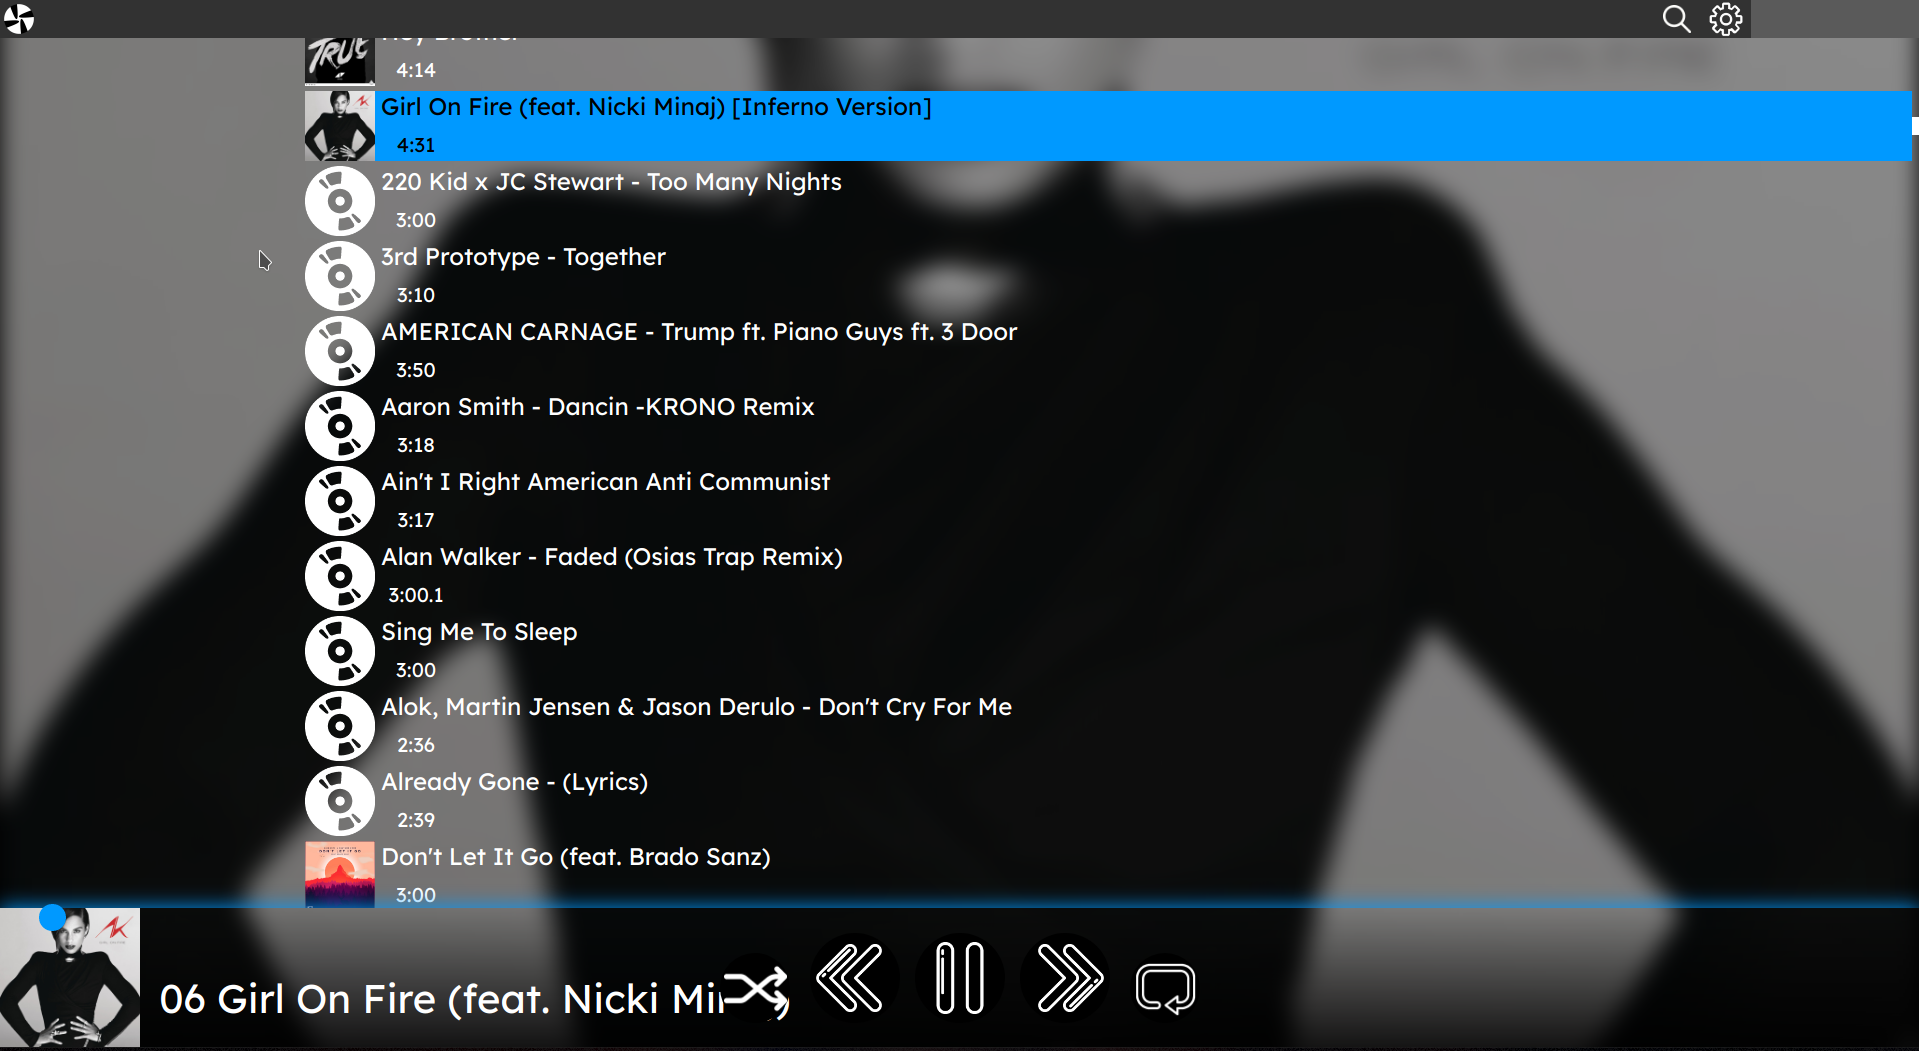 Hey Brother
4:14
Girl On Fire (feat. Nicki Minaj) [Inferno Version]
4:31
220 Kid x JC Stewart - Too Many Nights
3:00
3rd Prototype - Together
3:10
AMERICAN CARNAGE - Trump ft. Piano Guys ft. 3 Door
3:50
Aaron Smith - Dancin -KRONO Remix
3:18
Ain't I Right American Anti Communist
3:17
Alan Walker - Faded (Osias Trap Remix)
3:00.1
Sing Me To Sleep
3:00
Alok, Martin Jensen & Jason Derulo - Don't Cry For Me
2:36
Already Gone - (Lyrics)
2:39
Don't Let It Go (feat. Brado Sanz)
3:00
06 Girl On Fire (feat. Nicki